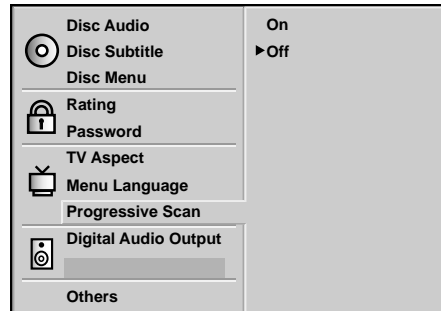 Disc Audio
Disc Subtitle
Disc Menu
Rating
Password
TV Aspect
Menu Language
Progressive Scan
Digital Audio Output
Others
On
Off